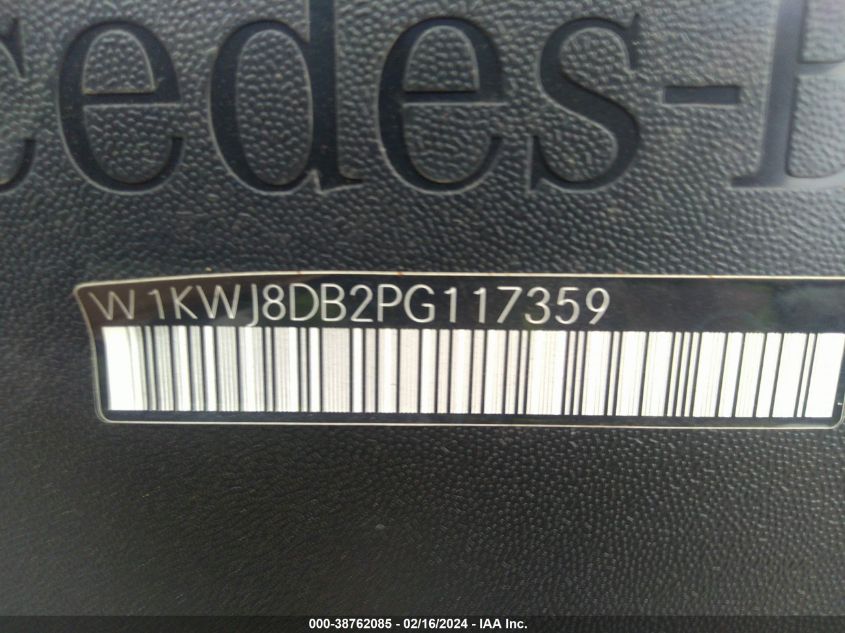 cedes-B
W1KWJ8DB2PG117359
000-38762085 - 02/16/2024 - IAA Inc.